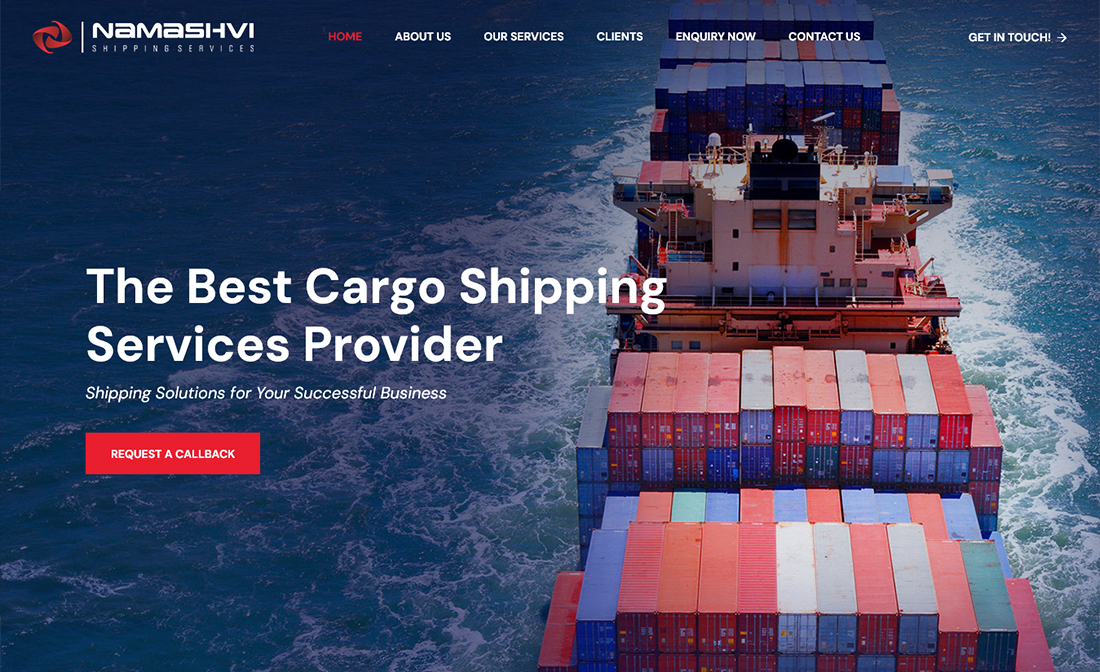 NAMASHVI
SHIPPING SERVICES
HOME
ABOUT US
OUR SERVICES
CLIENTS
ENQUIRY NOW
CONTACT US
GET IN TOUCH! →
The Best Cargo Shipping
Services Provider
Shipping Solutions for Your Successful Business
REQUEST A CALLBACK